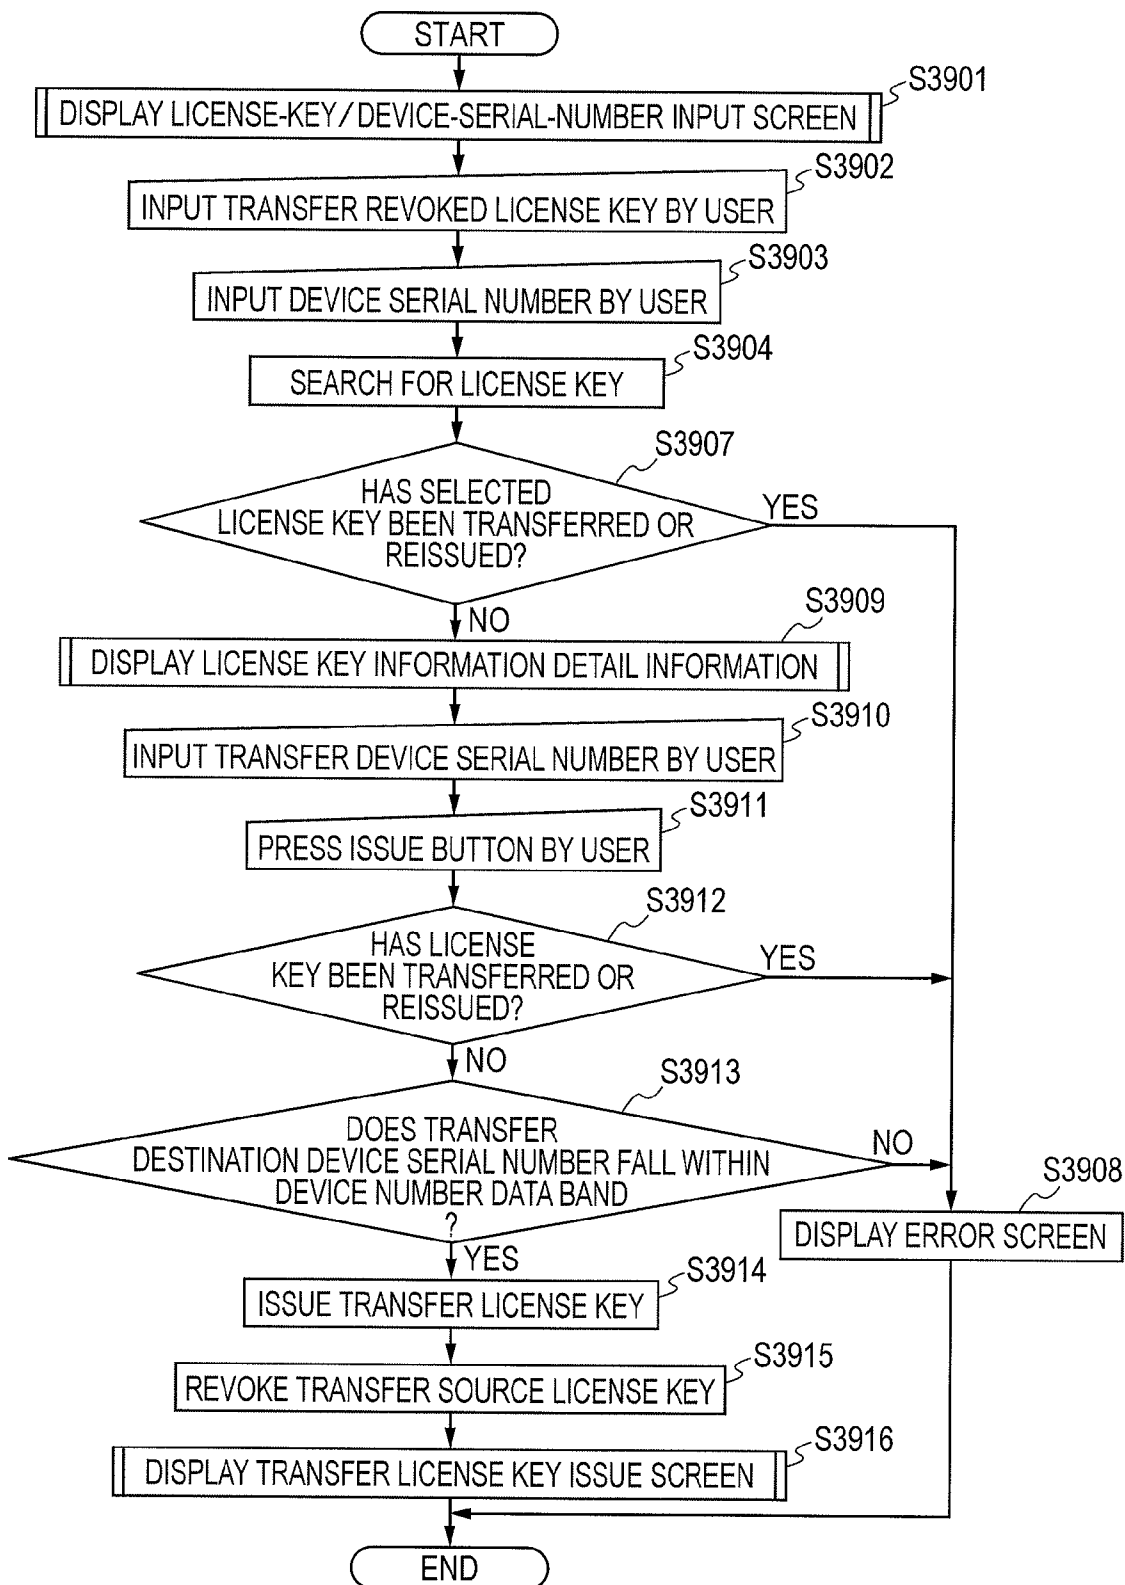 START
S3901
DISPLAY LICENSE-KEY/DEVICE-SERIAL-NUMBER INPUT SCREEN
S3902
INPUT TRANSFER REVOKED LICENSE KEY BY USER
S3903
INPUT DEVICE SERIAL NUMBER BY USER
S3904
SEARCH FOR LICENSE KEY
S3907
HAS SELECTED
LICENSE KEY BEEN TRANSFERRED OR
REISSUED?
YES
NO
S3909
DISPLAY LICENSE KEY INFORMATION DETAIL INFORMATION
S3910
INPUT TRANSFER DEVICE SERIAL NUMBER BY USER
S3911
PRESS ISSUE BUTTON BY USER
S3912
HAS LICENSE
KEY BEEN TRANSFERRED OR
REISSUED?
YES
NO
S3913
DOES TRANSFER
DESTINATION DEVICE SERIAL NUMBER FALL WITHIN
DEVICE NUMBER DATA BAND
?
NO
S3908
DISPLAY ERROR SCREEN
YES
S3914
ISSUE TRANSFER LICENSE KEY
S3915
REVOKE TRANSFER SOURCE LICENSE KEY
S3916
DISPLAY TRANSFER LICENSE KEY ISSUE SCREEN
END